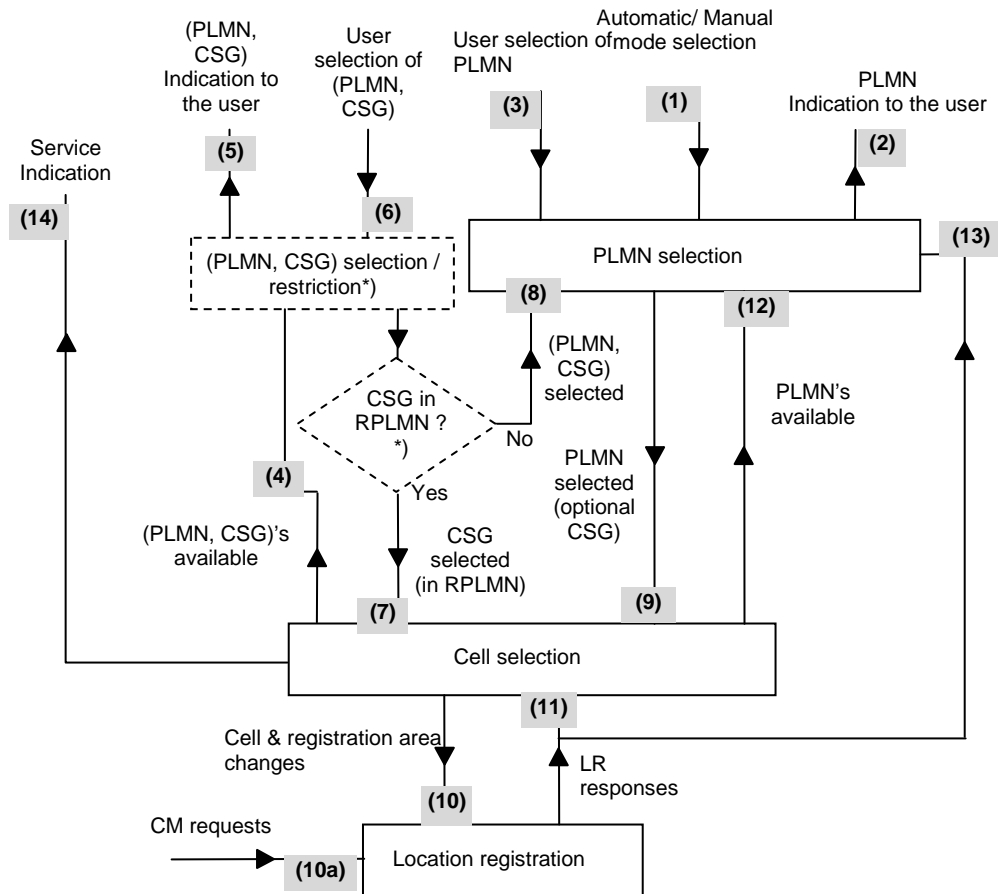 (PLMN,
CSG)
Indication to
the user
User
selection of
(PLMN,
CSG)
User selection of
PLMN
Automatic/ Manual
mode selection
PLMN
Indication to the user
Service
Indication
(14)
(5)
(6)
(3)
(1)
(2)
(13)
(PLMN, CSG) selection /
restriction*)
PLMN selection
(8)
(12)
(PLMN,
CSG)
selected
CSG in
RPLMN ?
*)
No
Yes
PLMN's
available
PLMN
selected
(optional
CSG)
(4)
(PLMN, CSG)'s
available
CSG
selected
(in RPLMN)
(7)
(9)
Cell selection
(11)
Cell & registration area
changes
LR
responses
(10)
CM requests
(10a)
Location registration